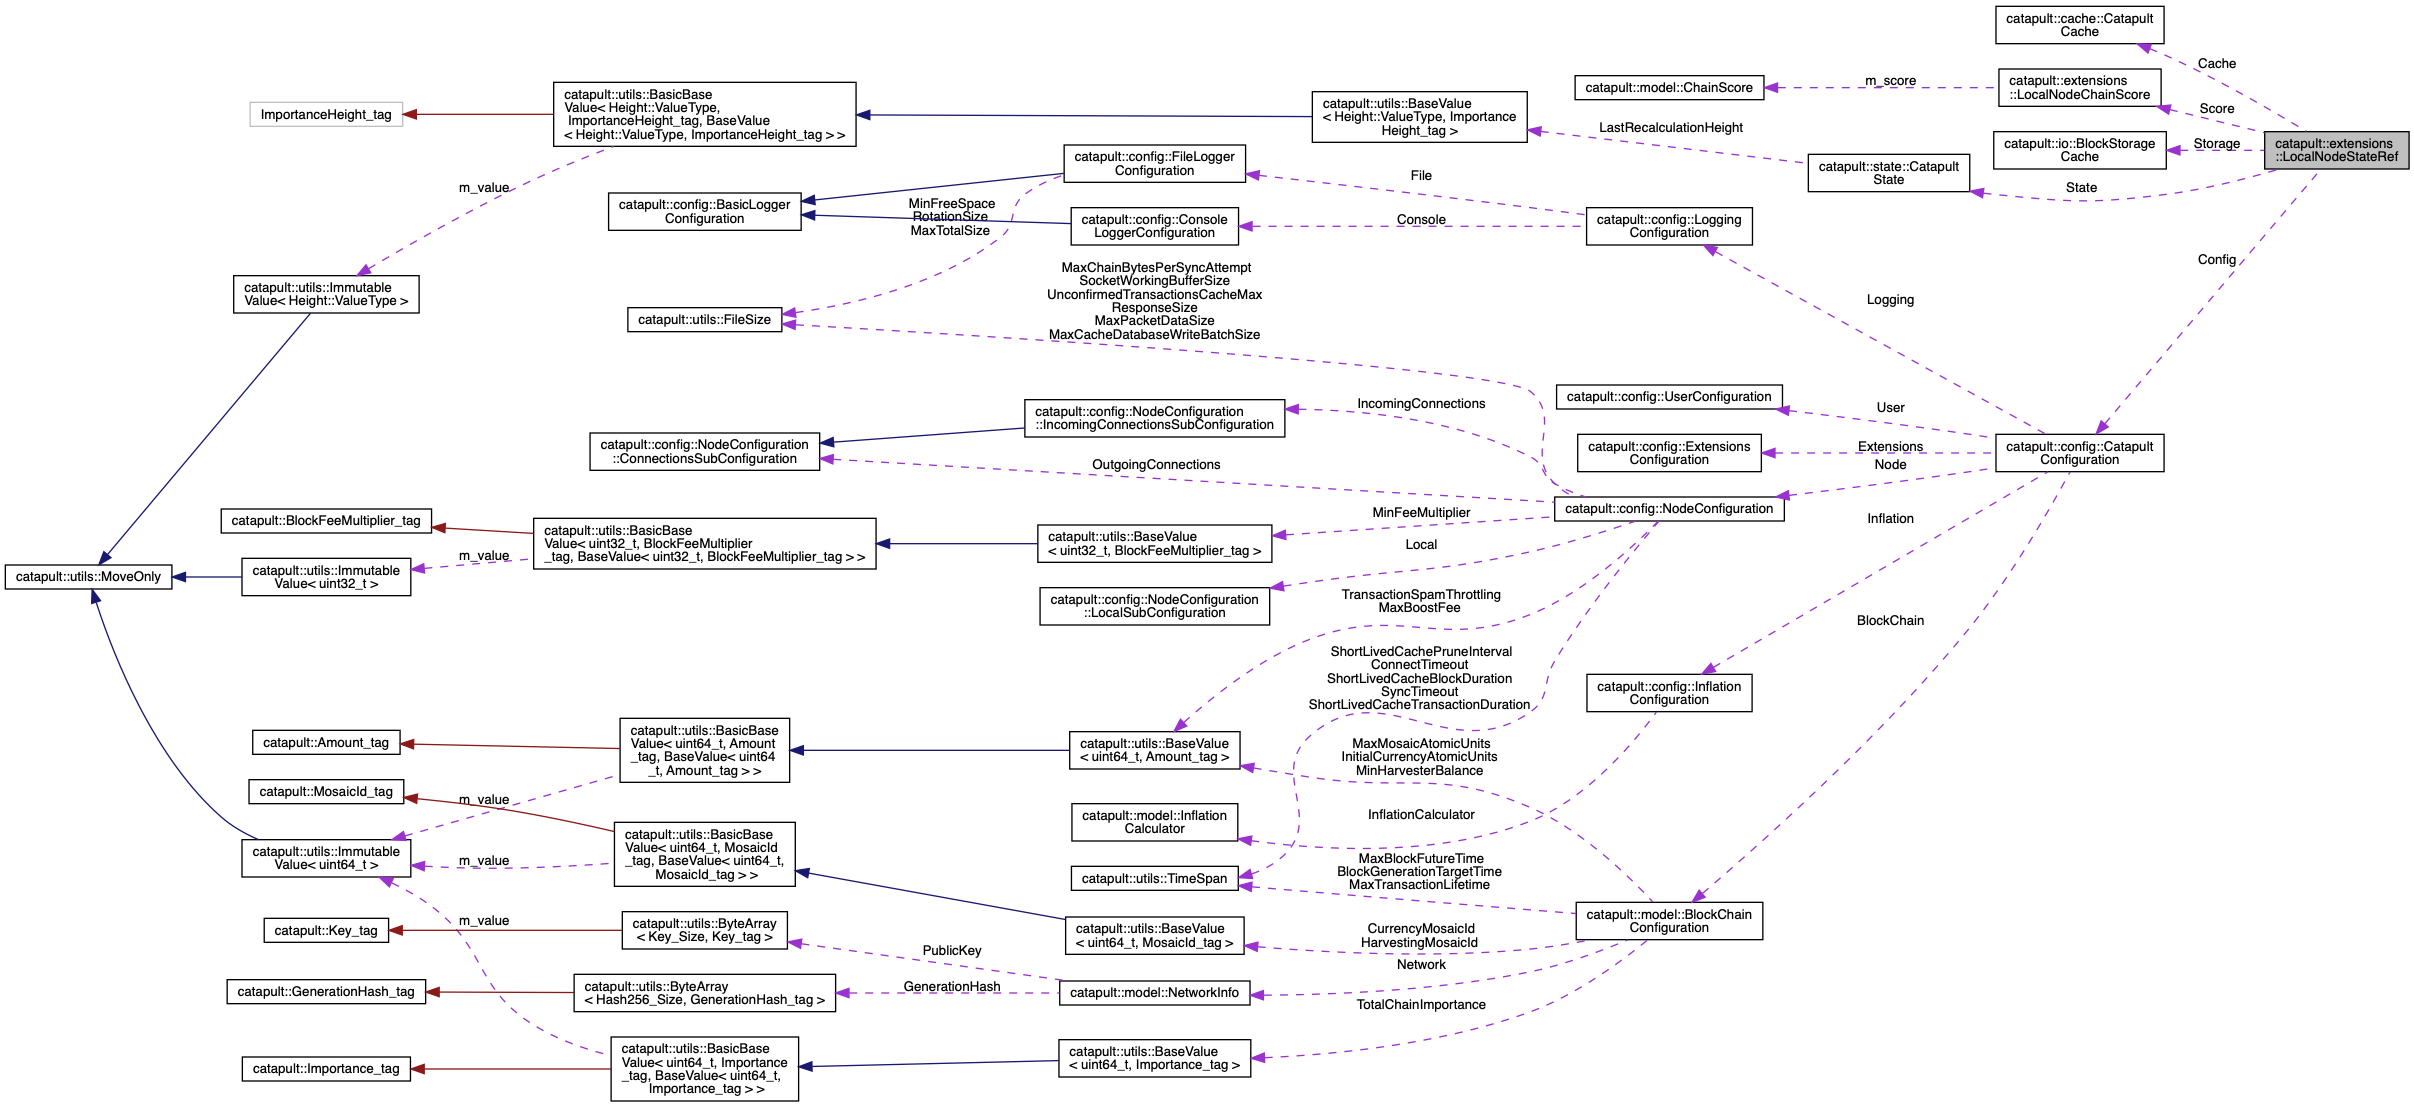 catapult::cache::Catapult
Cache
Cache
catapult::extensions
::LocalNodeChainScore
m_score
catapult::model::ChainScore
Score
catapult::io::BlockStorage
Cache
Storage
catapult::extensions
::LocalNodeStateRef
catapult::state::Catapult
State
State
LastRecalculationHeight
catapult::utils::BaseValue
< Height::ValueType, Importance
Height_tag >
catapult::utils::BasicBase
Value< Height::ValueType,
ImportanceHeight_tag, BaseValue
< Height::ValueType, ImportanceHeight_tag > >
ImportanceHeight_tag
m_value
catapult::utils::Immutable
Value< Height::ValueType >
catapult::config::FileLogger
Configuration
File
catapult::config::BasicLogger
Configuration
MinFreeSpace
RotationSize
MaxTotalSize
catapult::config::Console
LoggerConfiguration
Console
catapult::config::Logging
Configuration
Config
Logging
MaxChainBytesPerSyncAttempt
SocketWorkingBufferSize
UnconfirmedTransactionsCacheMax
ResponseSize
MaxPacketDataSize
MaxCacheDatabaseWriteBatchSize
catapult::utils::FileSize
catapult::config::UserConfiguration
User
catapult::config::Extensions
Configuration
Extensions
catapult::config::Catapult
Configuration
Node
catapult::config::NodeConfiguration
IncomingConnections
catapult::config::NodeConfiguration
::IncomingConnectionsSubConfiguration
catapult::config::NodeConfiguration
::ConnectionsSubConfiguration
OutgoingConnections
MinFeeMultiplier
catapult::utils::BaseValue
< uint32_t, BlockFeeMultiplier_tag >
catapult::utils::BasicBase
Value< uint32_t, BlockFeeMultiplier
_tag, BaseValue< uint32_t, BlockFeeMultiplier_tag > >
catapult::BlockFeeMultiplier_tag
m_value
catapult::utils::Immutable
Value< uint32_t >
catapult::utils::MoveOnly
Local
catapult::config::NodeConfiguration
::LocalSubConfiguration
Inflation
TransactionSpamThrottling
MaxBoostFee
BlockChain
ShortLivedCachePruneInterval
ConnectTimeout
ShortLivedCacheBlockDuration
SyncTimeout
ShortLivedCacheTransactionDuration
catapult::config::Inflation
Configuration
catapult::utils::BaseValue
< uint64_t, Amount_tag >
MaxMosaicAtomicUnits
InitialCurrencyAtomicUnits
MinHarvesterBalance
catapult::utils::BasicBase
Value< uint64_t, Amount
_tag, BaseValue< uint64
_t, Amount_tag > >
catapult::Amount_tag
catapult::MosaicId_tag
m_value
catapult::model::Inflation
Calculator
InflationCalculator
catapult::utils::BasicBase
Value< uint64_t, MosaicId
_tag, BaseValue< uint64_t,
MosaicId_tag > >
m_value
catapult::utils::Immutable
Value< uint64_t >
catapult::utils::TimeSpan
MaxBlockFutureTime
BlockGenerationTargetTime
MaxTransactionLifetime
catapult::model::BlockChain
Configuration
CurrencyMosaicId
HarvestingMosaicId
catapult::utils::BaseValue
< uint64_t, MosaicId_tag >
catapult::utils::ByteArray
< Key_Size, Key_tag >
catapult::Key_tag
m_value
PublicKey
Network
catapult::model::NetworkInfo
GenerationHash
catapult::utils::ByteArray
< Hash256_Size, GenerationHash_tag >
catapult::GenerationHash_tag
TotalChainImportance
catapult::utils::BaseValue
< uint64_t, Importance_tag >
catapult::utils::BasicBase
Value< uint64_t, Importance
_tag, BaseValue< uint64_t,
Importance_tag > >
catapult::Importance_tag